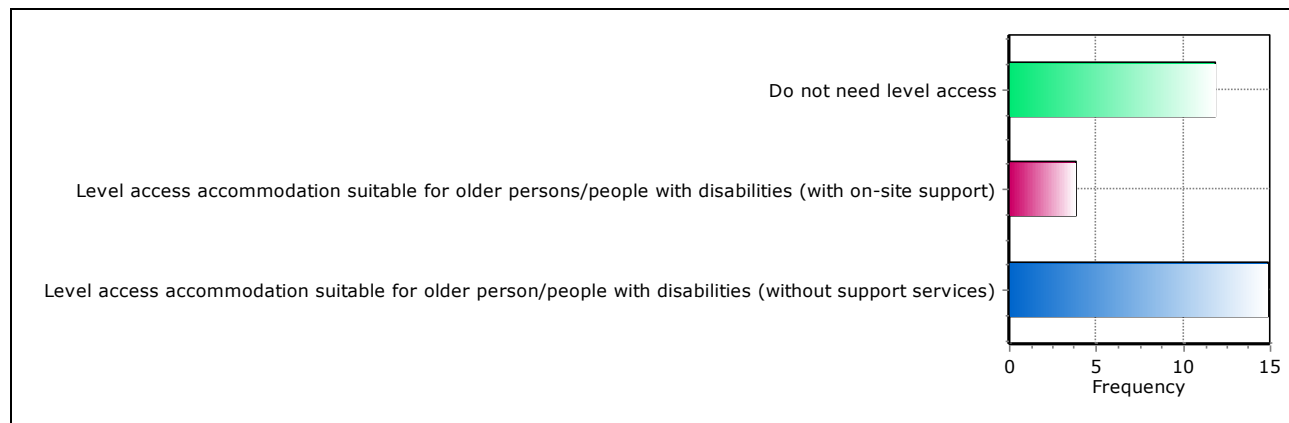 Do not need level access
Level access accommodation suitable for older persons/people with disabilities (with on-site support)
Level access accommodation suitable for older person/people with disabilities (without support services)
0 5 10 15
Frequency